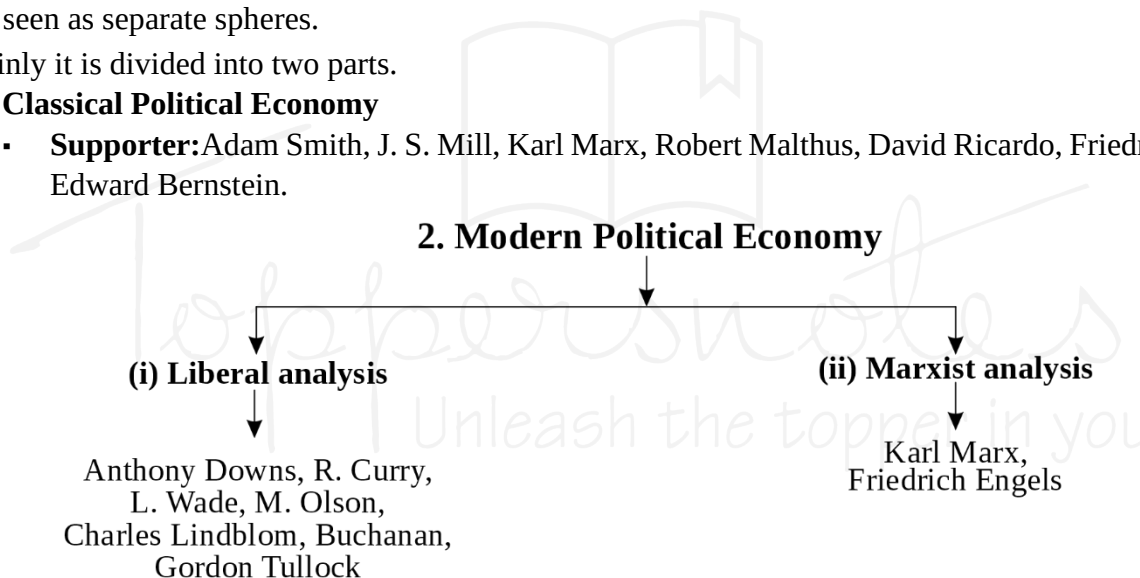 seen as separate spheres.
inly it is divided into two parts.
Classical Political Economy
▪ Supporter:Adam Smith, J. S. Mill, Karl Marx, Robert Malthus, David Ricardo, Friedr
Edward Bernstein.
2. Modern Political Economy
(i) Liberal analysis
(ii) Marxist analysis
Anthony Downs, R. Curry,
L. Wade, M. Olson,
Charles Lindblom, Buchanan,
Gordon Tullock
Karl Marx,
Friedrich Engels
Toppersnotes
Unleash the topper in you